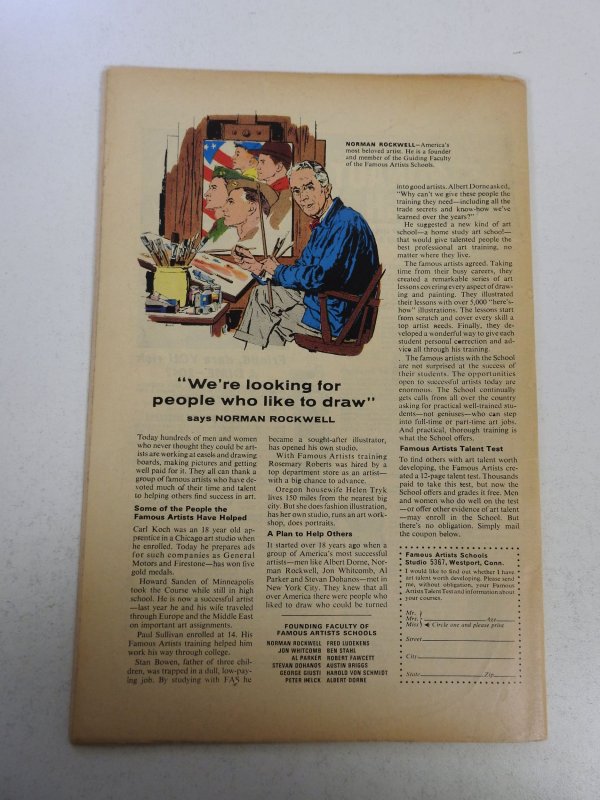 NORMAN ROCKWELL—America's
most beloved artist. He is a founder
and member of the Guiding Faculty
of the Famous Artists Schools.
"We're looking for
people who like to draw"
says NORMAN ROCKWELL
Today hundreds of men and women
who never thought they could be art-
ists are working at easels and drawing
boards, making pictures and getting
well paid for it. They all can thank a
group of famous artists who have de-
voted much of their time and talent
to helping others find success in art.
Some of the People the
Famous Artists Have Helped
Carl Koch was an 18 year old ap-
prentice in a Chicago art studio when
he enrolled. Today he prepares ads
for such companies as General
Motors and Firestone—has won five
gold medals.
Howard Sanden of Minneapolis
took the Course while still in high
school. He is now a successful artist
—last year he and his wife traveled
through Europe and the Middle East
on important art assignments.
Paul Sullivan enrolled at 14. His
Famous Artists training helped him
work his way through college.
Stan Bowen, father of three chil-
dren, was trapped in a dull, low-pay-
ing job. By studying with FAS he
became a sought-after illustrator,
has opened his own studio.
With Famous Artists training
Rosemary Roberts was hired by a
top department store as an artist—
with a big chance to advance.
Oregon housewife Helen Tryk
lives 150 miles from the nearest big
city. But she does fashion illustration,
has her own studio, runs an art work-
shop, does portraits.
A Plan to Help Others
It started over 18 years ago when a
group of America's most successful
artists—men like Albert Dorne, Nor-
man Rockwell, Jon Whitcomb, Al
Parker and Stevan Dohanos—met in
New York City. They knew that all
over America there were people who
liked to draw who could be turned
FOUNDING FACULTY OF
FAMOUS ARTISTS SCHOOLS
NORMAN ROCKWELL FRED LUDEKENS
JON WHITCOMB BEN STAHL
AL PARKER ROBERT FAWCETT
STEVAN DOHANOS AUSTIN BRIGGS
GEORGE GIUSTI HAROLD VON SCHMIDT
PETER HELCK ALBERT DORNE
into good artists. Albert Dorne asked,
"Why can't we give these people the
training they need—including all the
trade secrets and know-how we've
learned over the years?"
He suggested a new kind of art
school—a home study art school—
that would give talented people the
best professional art training, no
matter where they live.
The famous artists agreed. Taking
time from their busy careers, they
created a remarkable series of art
lessons covering every aspect of draw-
ing and painting. They illustrated
their lessons with over 5,000 "here's-
how" illustrations. The lessons start
from scratch and cover every skill a
top artist needs. Finally, they de-
veloped a wonderful way to give each
student personal correction and ad-
vice all through his training.
The famous artists with the School
are not surprised at the success of
their students. The opportunities
open to successful artists today are
enormous. The School continually
gets calls from all over the country
asking for practical well-trained stu-
dents—not geniuses—who can step
into full-time or part-time art jobs.
And practical, thorough training is
what the School offers.
Famous Artists Talent Test
To find others with art talent worth
developing, the Famous Artists cre-
ated a 12-page talent test. Thousands
paid to take this test, but now the
School offers and grades it free. Men
and women who do well on the test
—or offer other evidence of art talent
—may enroll in the School. But
there's no obligation. Simply mail
the coupon below.
Famous Artists Schools
Studio 5367, Westport, Conn.
I would like to find out whether I have
art talent worth developing. Please send
me, without obligation, your Famous
Artists Talent Test and information about
your courses.
Mr.
Mrs. Age
Miss Circle one and please print
Street
City
State Zip